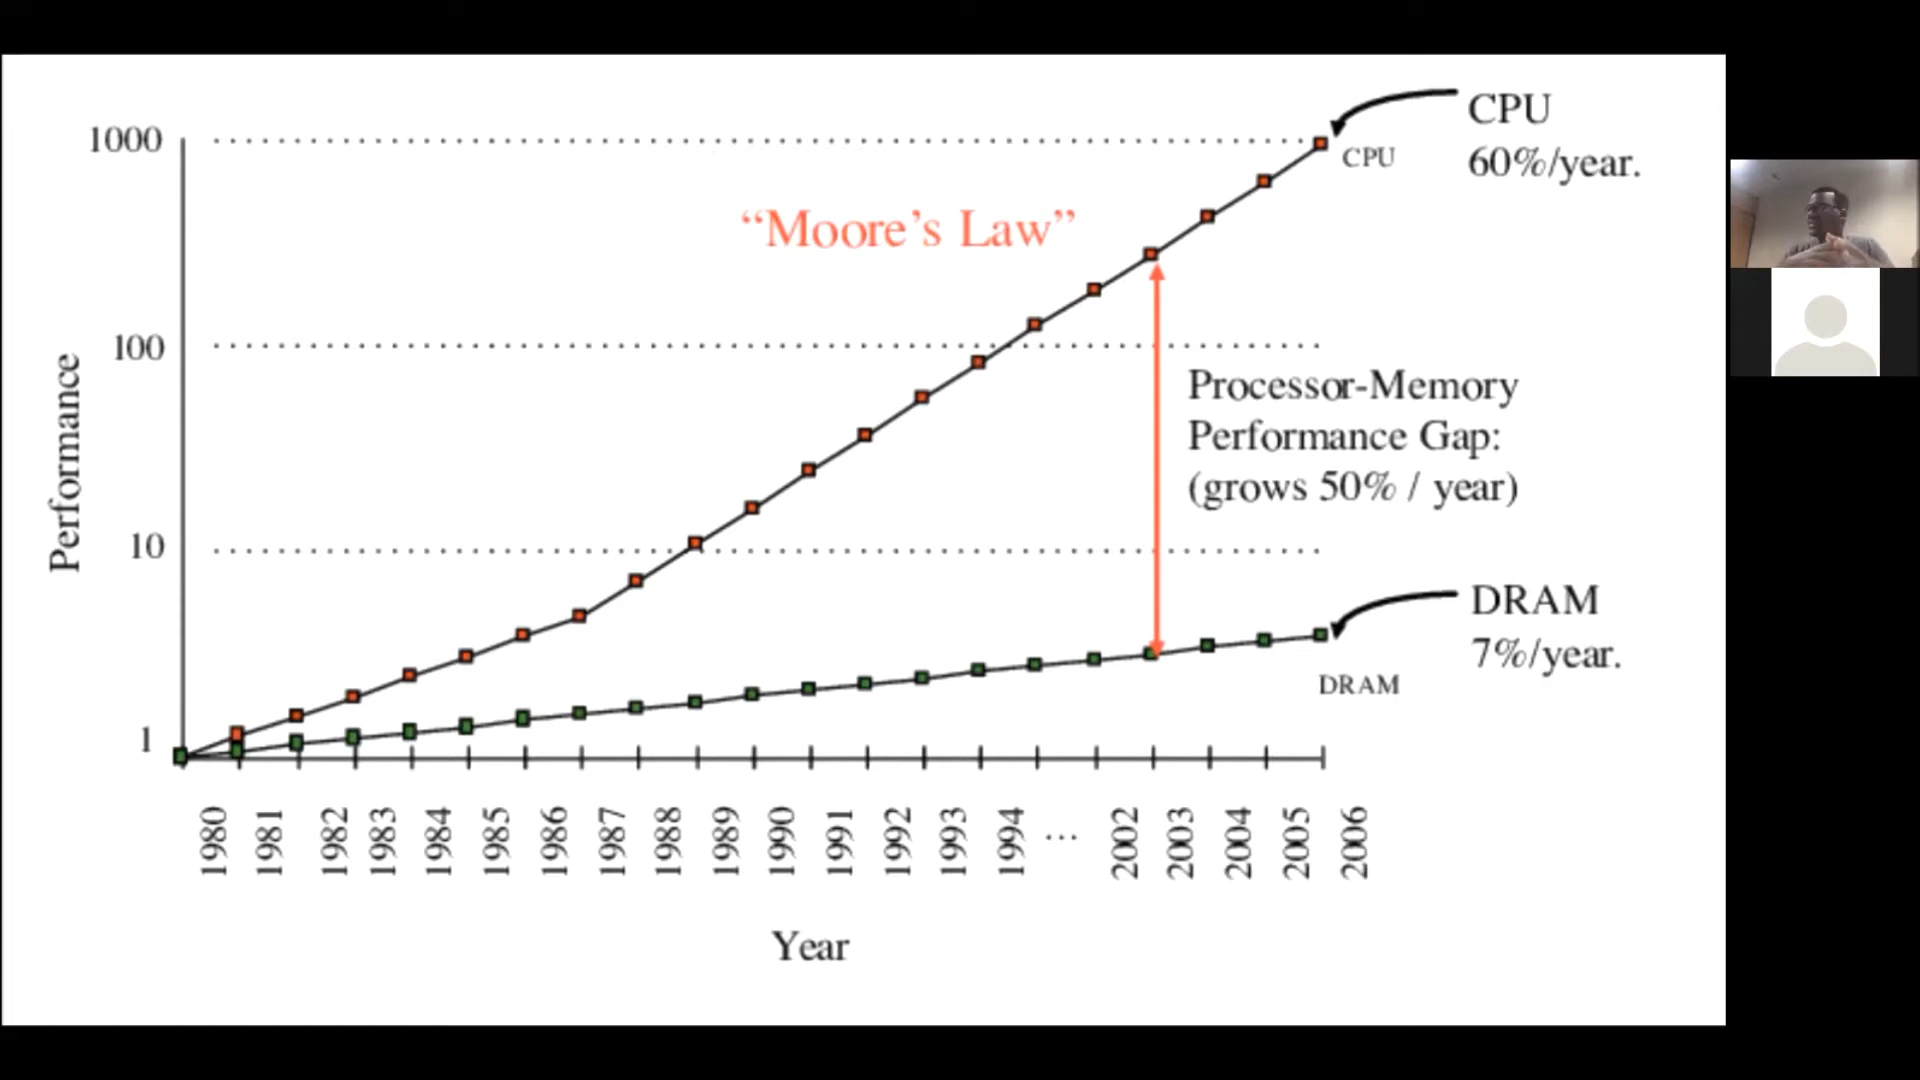 1000
100
10
1
Performance
“Moore’s Law”
CPU
60%/year.
CPU
Processor-Memory
Performance Gap:
(grows 50% / year)
DRAM
7%/year.
DRAM
1980
1981
1982
1983
1984
1985
1986
1987
1988
1989
1990
1991
1992
1993
1994
...
2002
2003
2004
2005
2006
Year